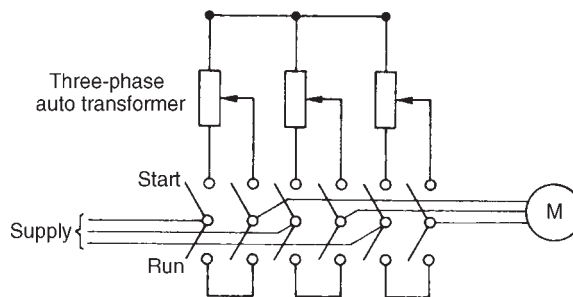 Three-phase
auto transformer
Start
Supply
Run
M